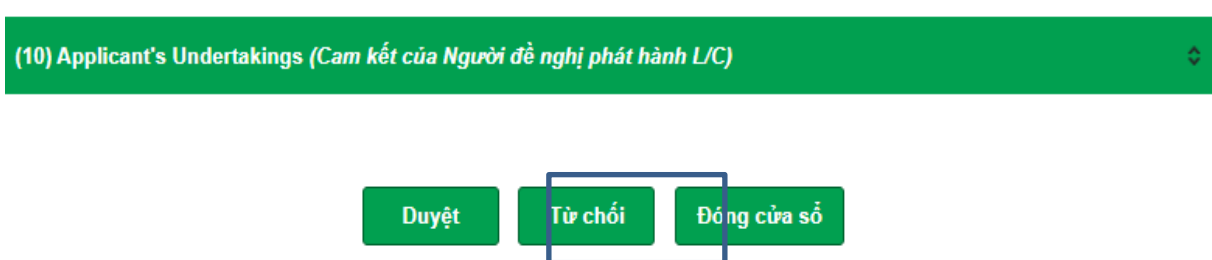 (10) Applicant's Undertakings (Cam kết của Người đề nghị phát hành L/C)
Duyệt Từ chối Đóng cửa sổ